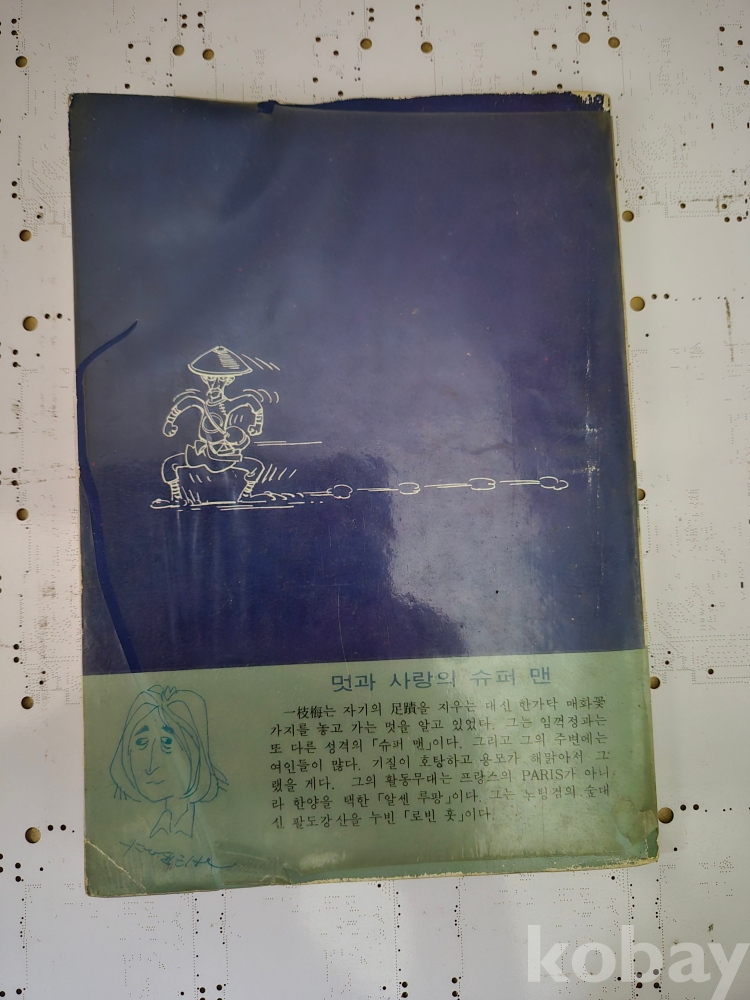 멋과 사랑의 슈퍼 맨
一枝梅는 자기의 足蹟을 지우는 대신 한가닥 매화꽃
가지를 놓고 가는 멋을 알고 있었다. 그는 임꺽정과는
또 다른 성격의 「슈퍼 맨」이다. 그리고 그의 주변에는
여인들이 많다. 기질이 호탕하고 용모가 해맑아서 그
랬을 게다. 그의 활동무대는 프랑스의 PARIS가 아니
라 한양을 택한 「알센 루팡」이다. 그는 노팅검의 숲대
신 팔도강산을 누빈 「로빈 훗」이다.
kobay